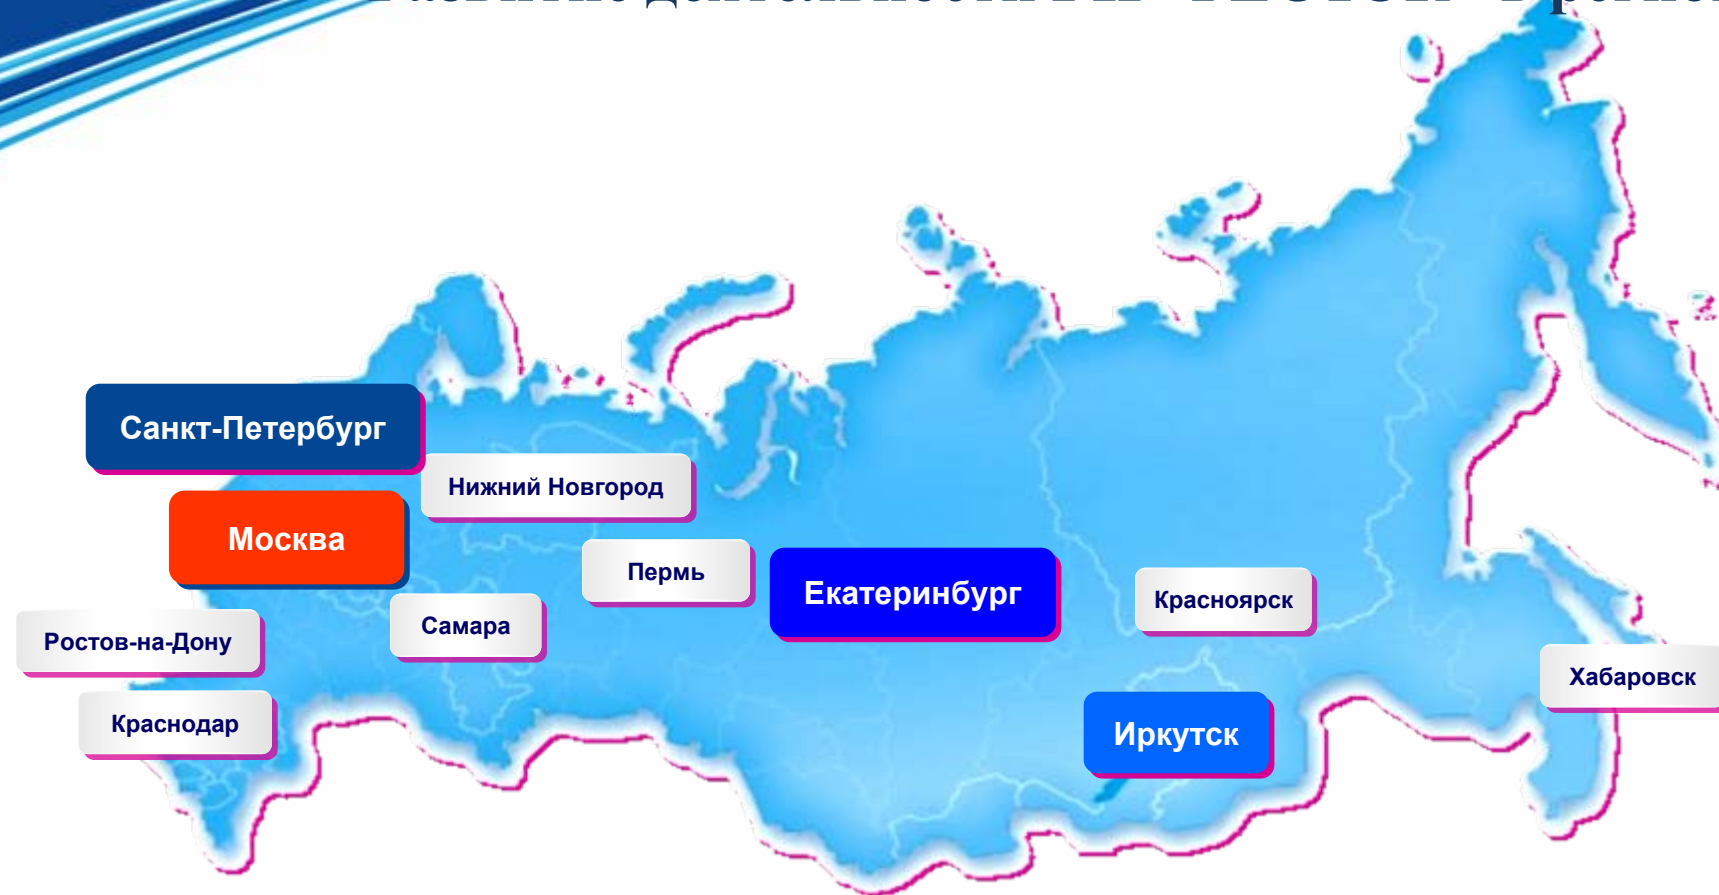 Санкт-Петербург
Нижний Новгород
Москва
Пермь
Екатеринбург
Красноярск
Самара
Ростов-на-Дону
Хабаровск
Краснодар
Иркутск